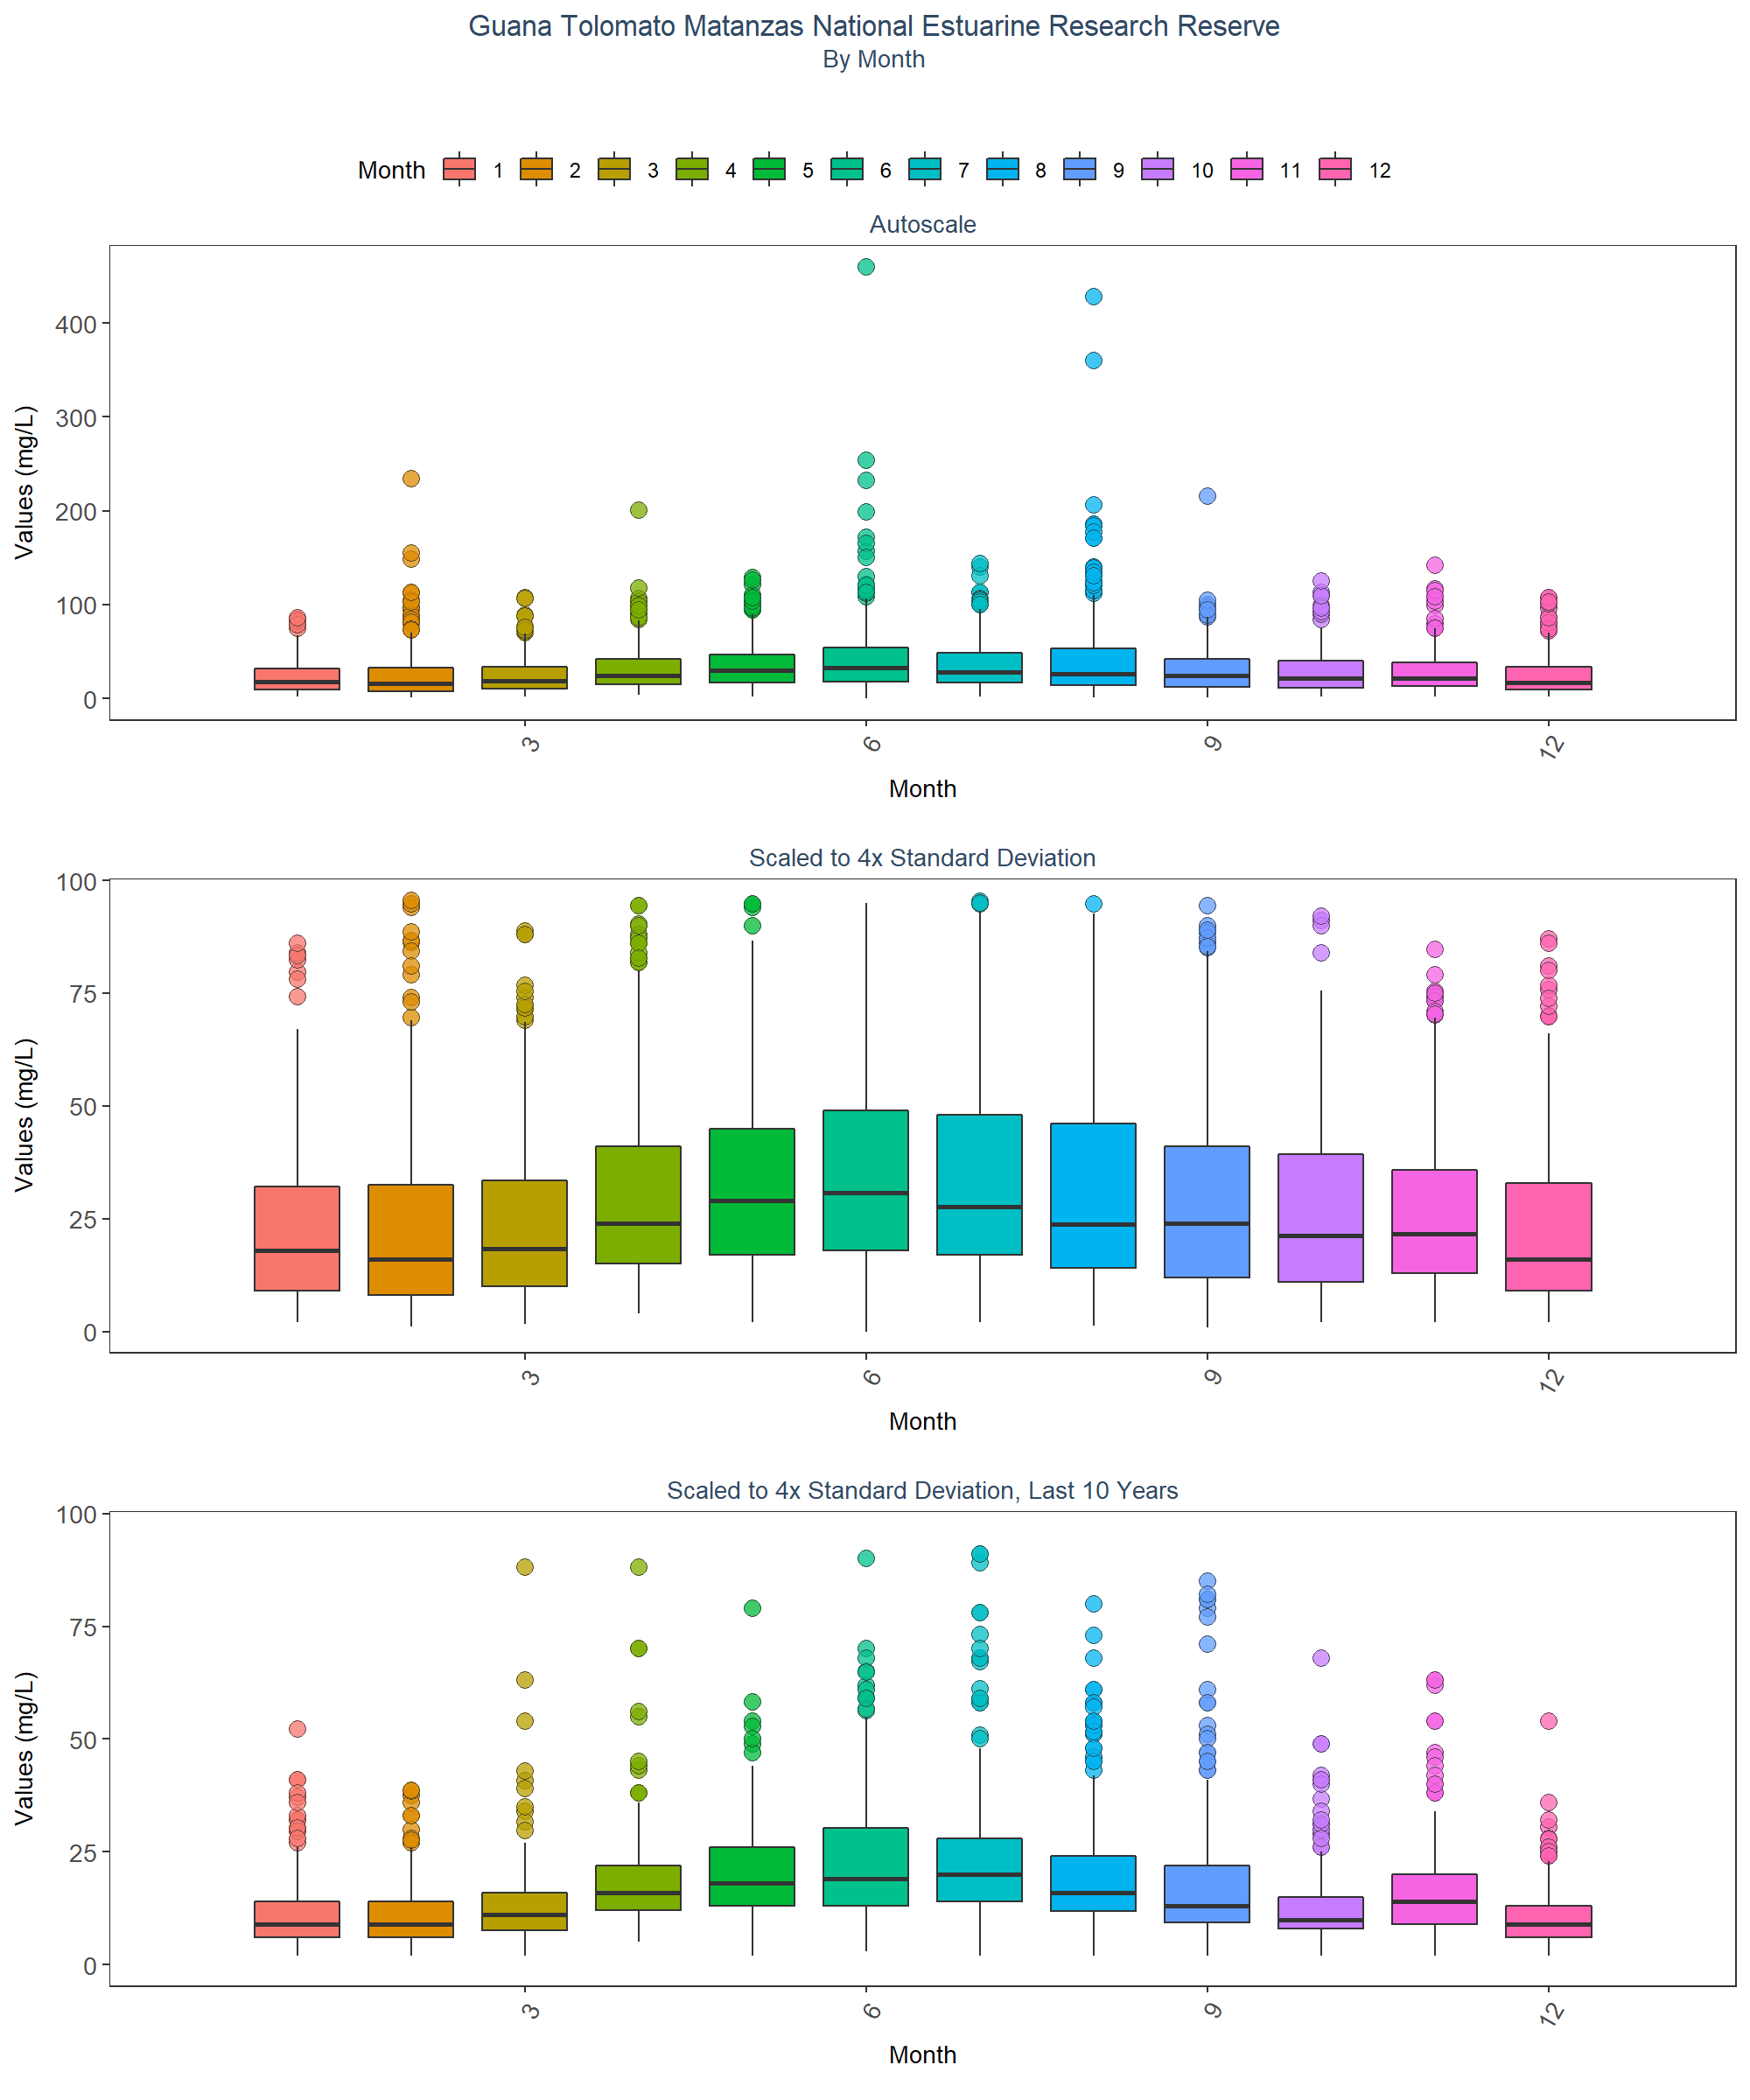 Guana Tolomato Matanzas National Estuarine Research Reserve
By Month
Month 1 2 3 4 5 6 7 8 9 10 11 12
Autoscale
Values (mg/L)
400
300
200
100
0
3 6 9 12
Month
Scaled to 4x Standard Deviation
Values (mg/L)
100
75
50
25
0
3 6 9 12
Month
Scaled to 4x Standard Deviation, Last 10 Years
Values (mg/L)
100
75
50
25
0
3 6 9 12
Month